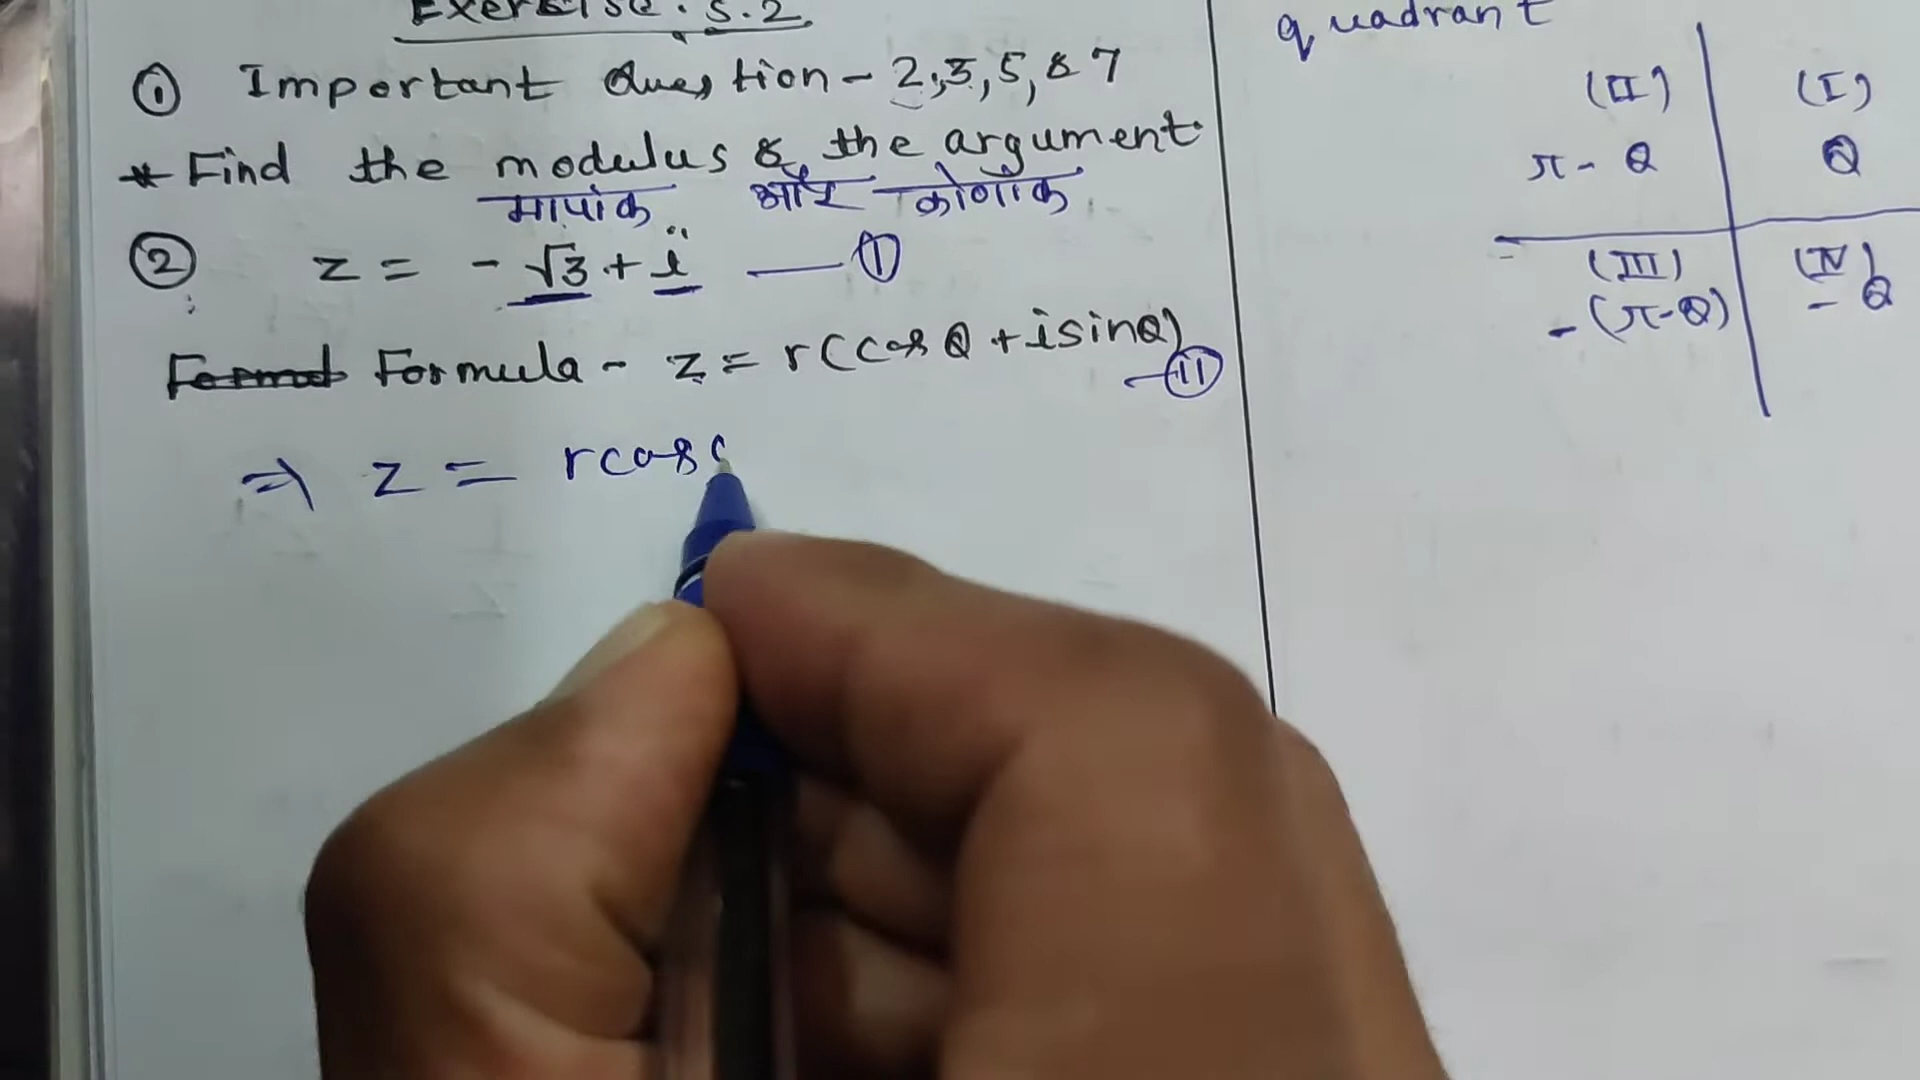 Exercise. 5.2.
① Important Question - 2,3,5,& 7
* Find the modulus & the argument
मापांक और कोणांक
② z = - √3 + i — ①
Formula - z = r(cos θ + i sin θ) — ⑪
⇒ z = r cos
quadrant
(II) (I)
π - θ θ
(III) (IV)
- (π - θ) - θ